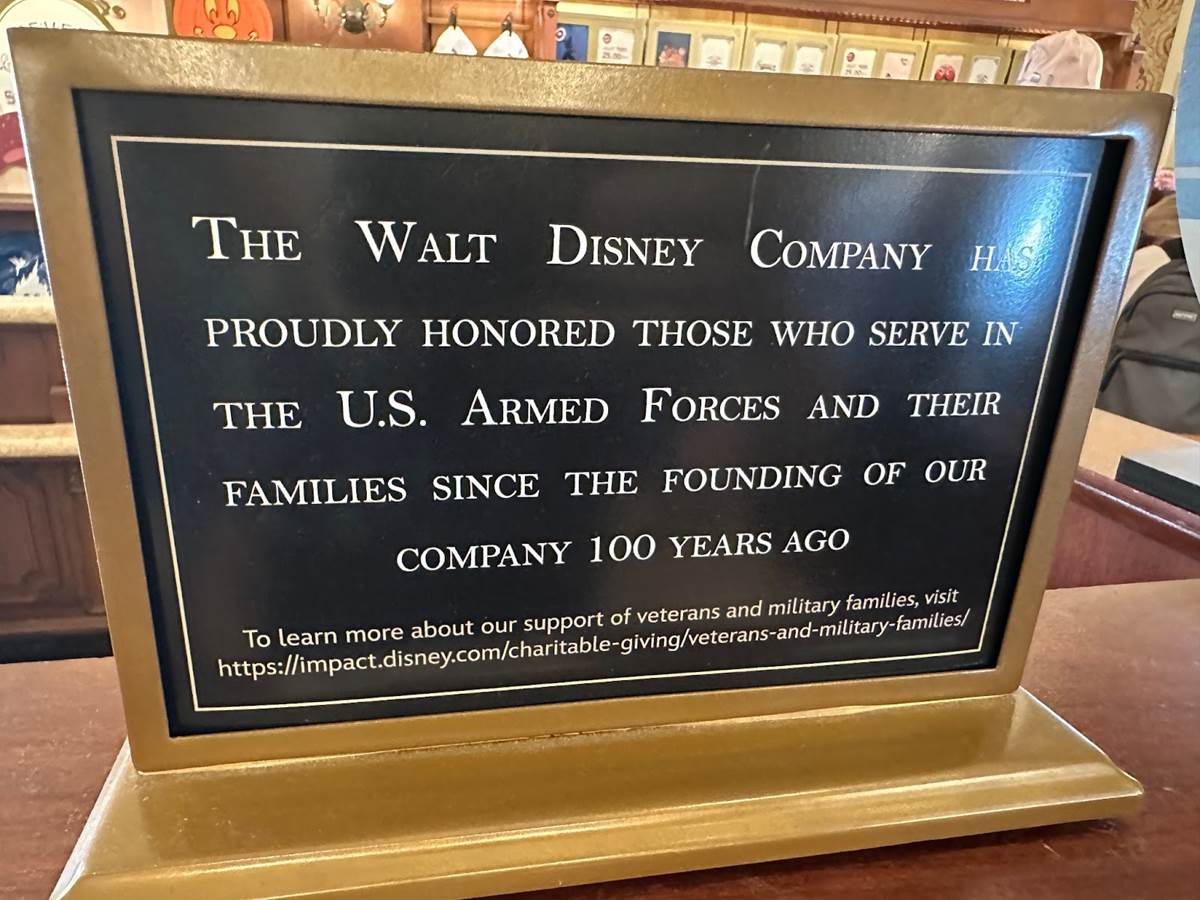 The Walt Disney Company has
proudly honored those who serve in
the U.S. Armed Forces and their
families since the founding of our
company 100 years ago
To learn more about our support of veterans and military families, visit
https://impact.disney.com/charitable-giving/veterans-and-military-families/